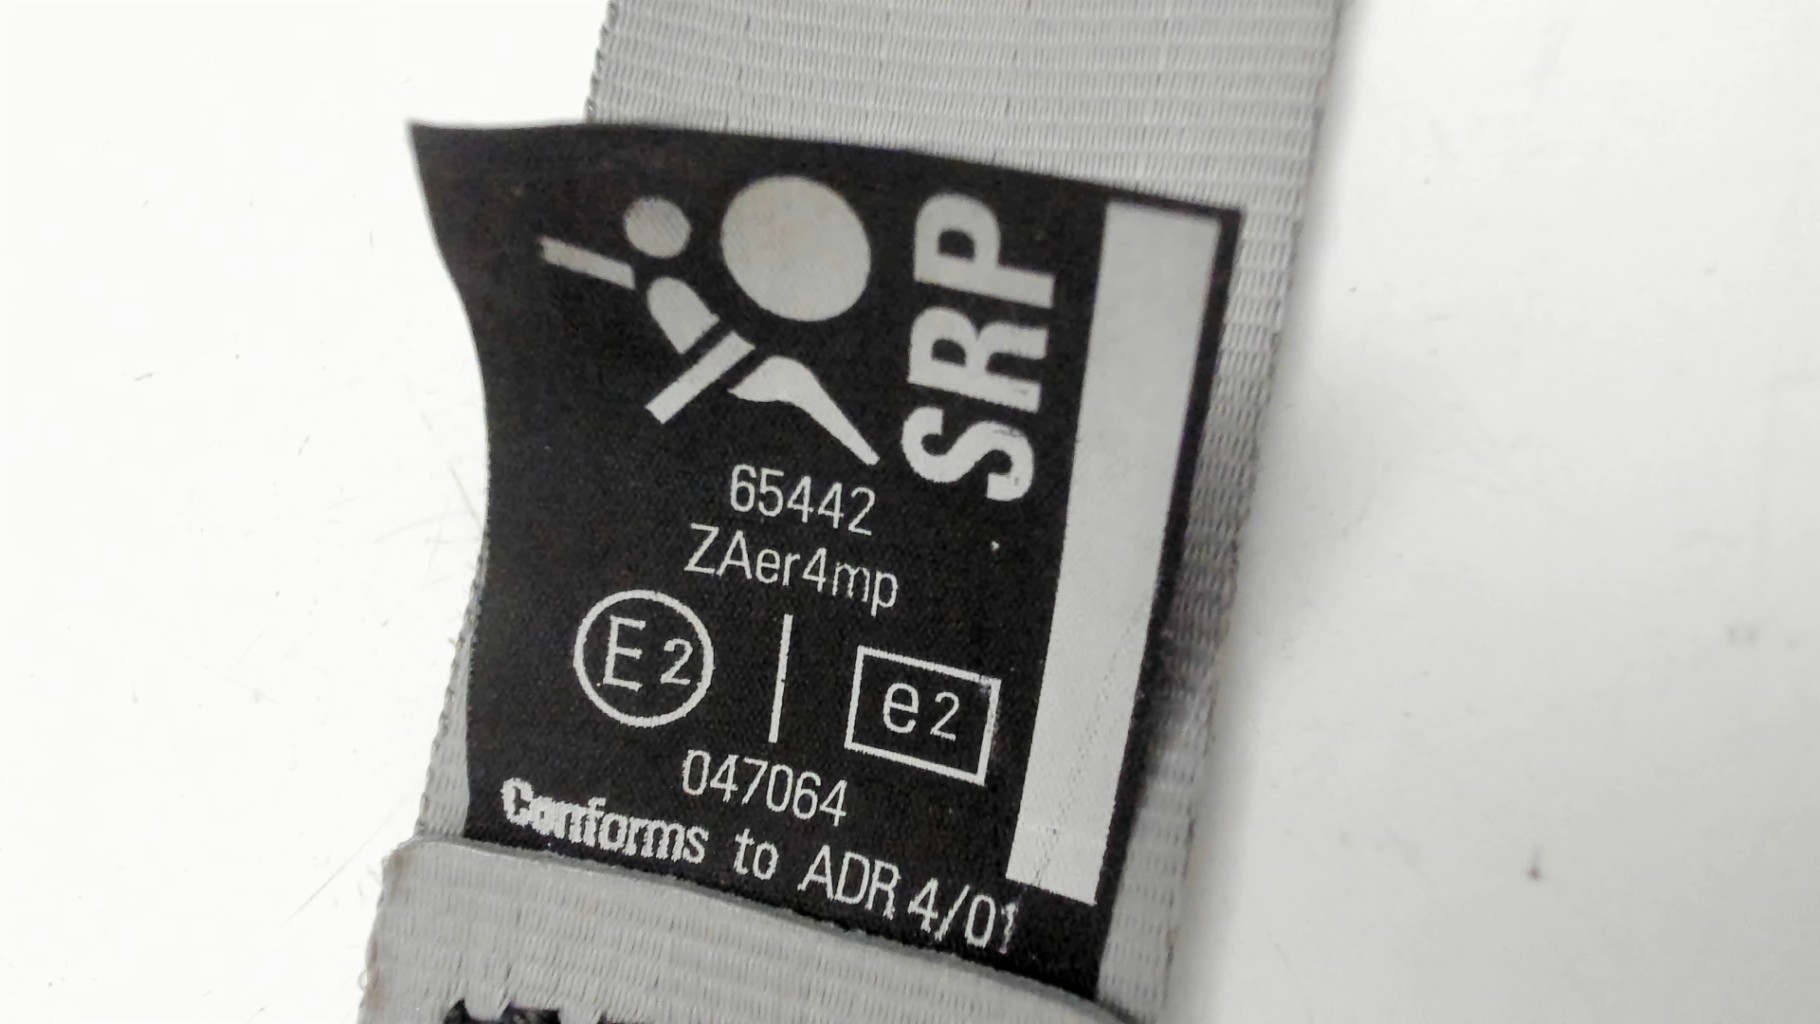 SRP
65442
ZAer4mp
E2 | e2
047064
Conforms to ADR 4/01